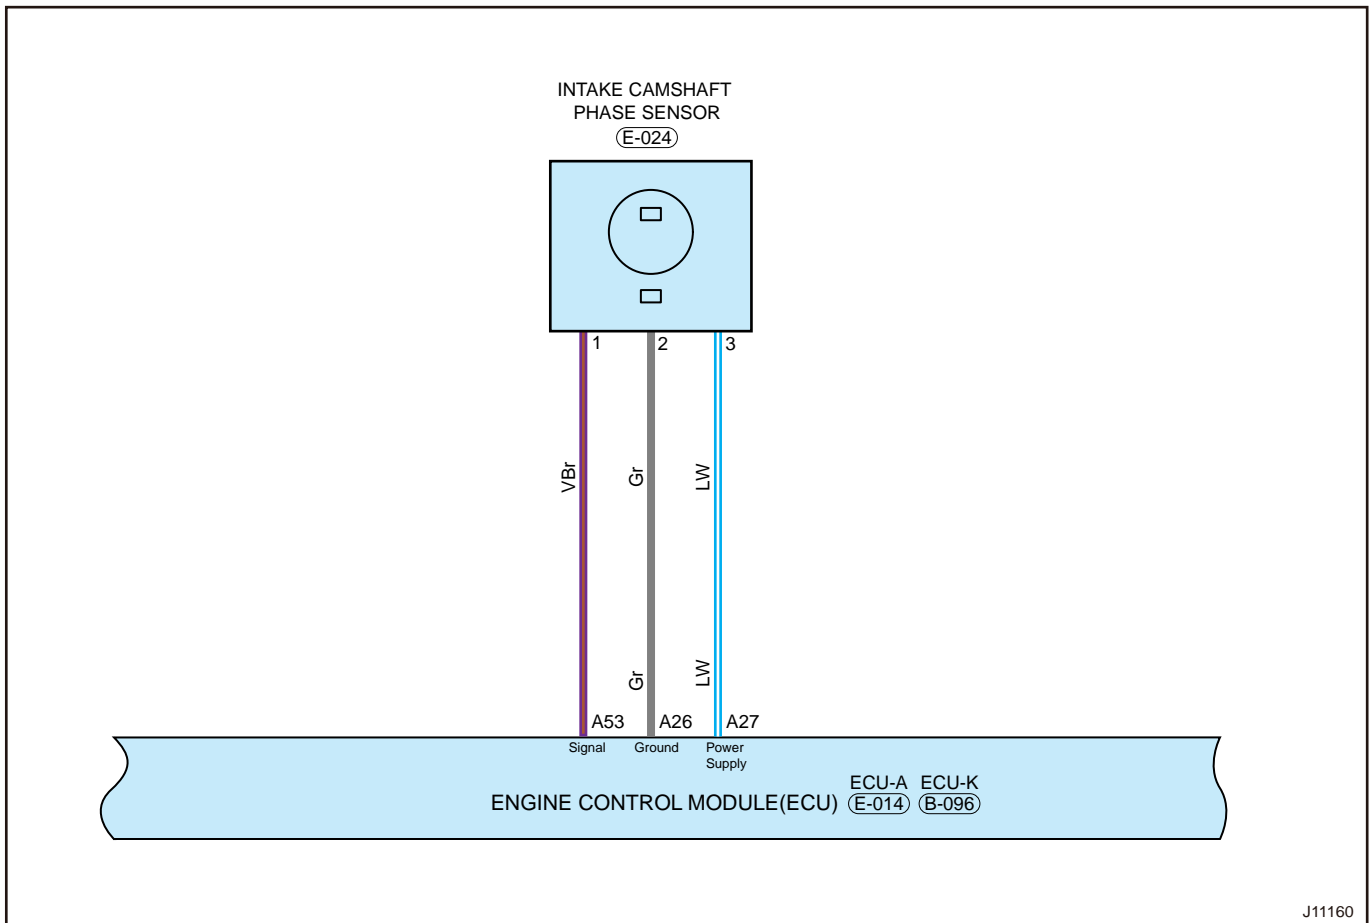 INTAKE CAMSHAFT
PHASE SENSOR
E-024
1 2 3
VBr Gr LW
Gr LW
A53 A26 A27
Signal Ground Power
Supply
ECU-A ECU-K
ENGINE CONTROL MODULE(ECU) E-014 B-096
J11160